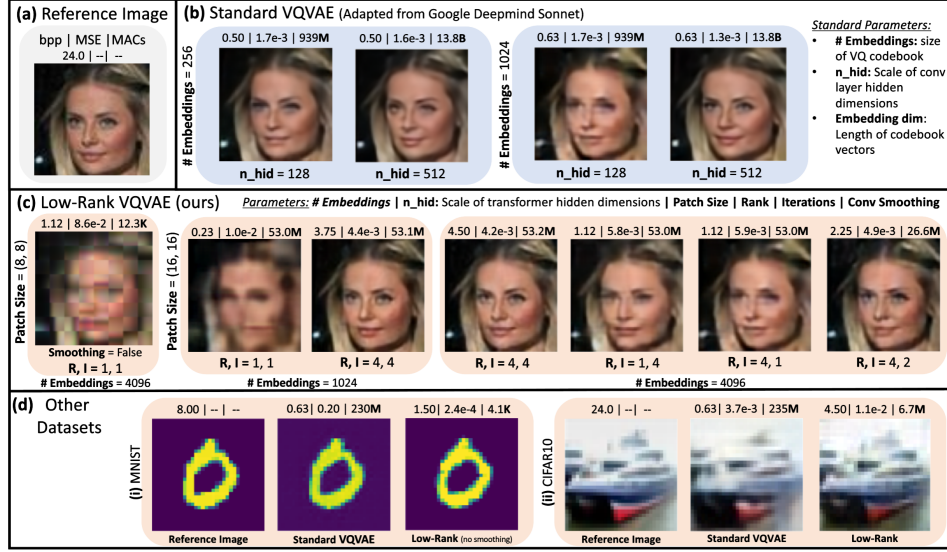 (a) Reference Image
bpp | MSE |MACs
24.0 | --| --
(b) Standard VQVAE (Adapted from Google Deepmind Sonnet)
# Embeddings = 256
0.50 | 1.7e-3 | 939M
0.50 | 1.6e-3 | 13.8B
n_hid = 128
n_hid = 512
# Embeddings = 1024
0.63 | 1.7e-3 | 939M
0.63 | 1.3e-3 | 13.8B
n_hid = 128
n_hid = 512
Standard Parameters:
• # Embeddings: size
of VQ codebook
• n_hid: Scale of conv
layer hidden
dimensions
• Embedding dim:
Length of codebook
vectors
(c) Low-Rank VQVAE (ours)
Parameters: # Embeddings | n_hid: Scale of transformer hidden dimensions | Patch Size | Rank | Iterations | Conv Smoothing
Patch Size = (8, 8)
1.12 | 8.6e-2 | 12.3K
Smoothing = False
R, I = 1, 1
# Embeddings = 4096
Patch Size = (16, 16)
0.23 | 1.0e-2 | 53.0M
3.75 | 4.4e-3 | 53.1M
R, I = 1, 1
R, I = 4, 4
# Embeddings = 1024
4.50 | 4.2e-3| 53.2M
1.12 | 5.8e-3| 53.0M
1.12 | 5.9e-3| 53.0M
2.25 | 4.9e-3 | 26.6M
R, I = 4, 4
R, I = 1, 4
R, I = 4, 1
R, I = 4, 2
# Embeddings = 4096
(d) Other
Datasets
(i) MNIST
8.00 | -- | --
0.63| 0.20 | 230M
1.50| 2.4e-4 | 4.1K
Reference Image
Standard VQVAE
Low-Rank (no smoothing)
(ii) CIFAR10
24.0 | --| --
0.63| 3.7e-3 | 235M
4.50| 1.1e-2 | 6.7M
Reference Image
Standard VQVAE
Low-Rank